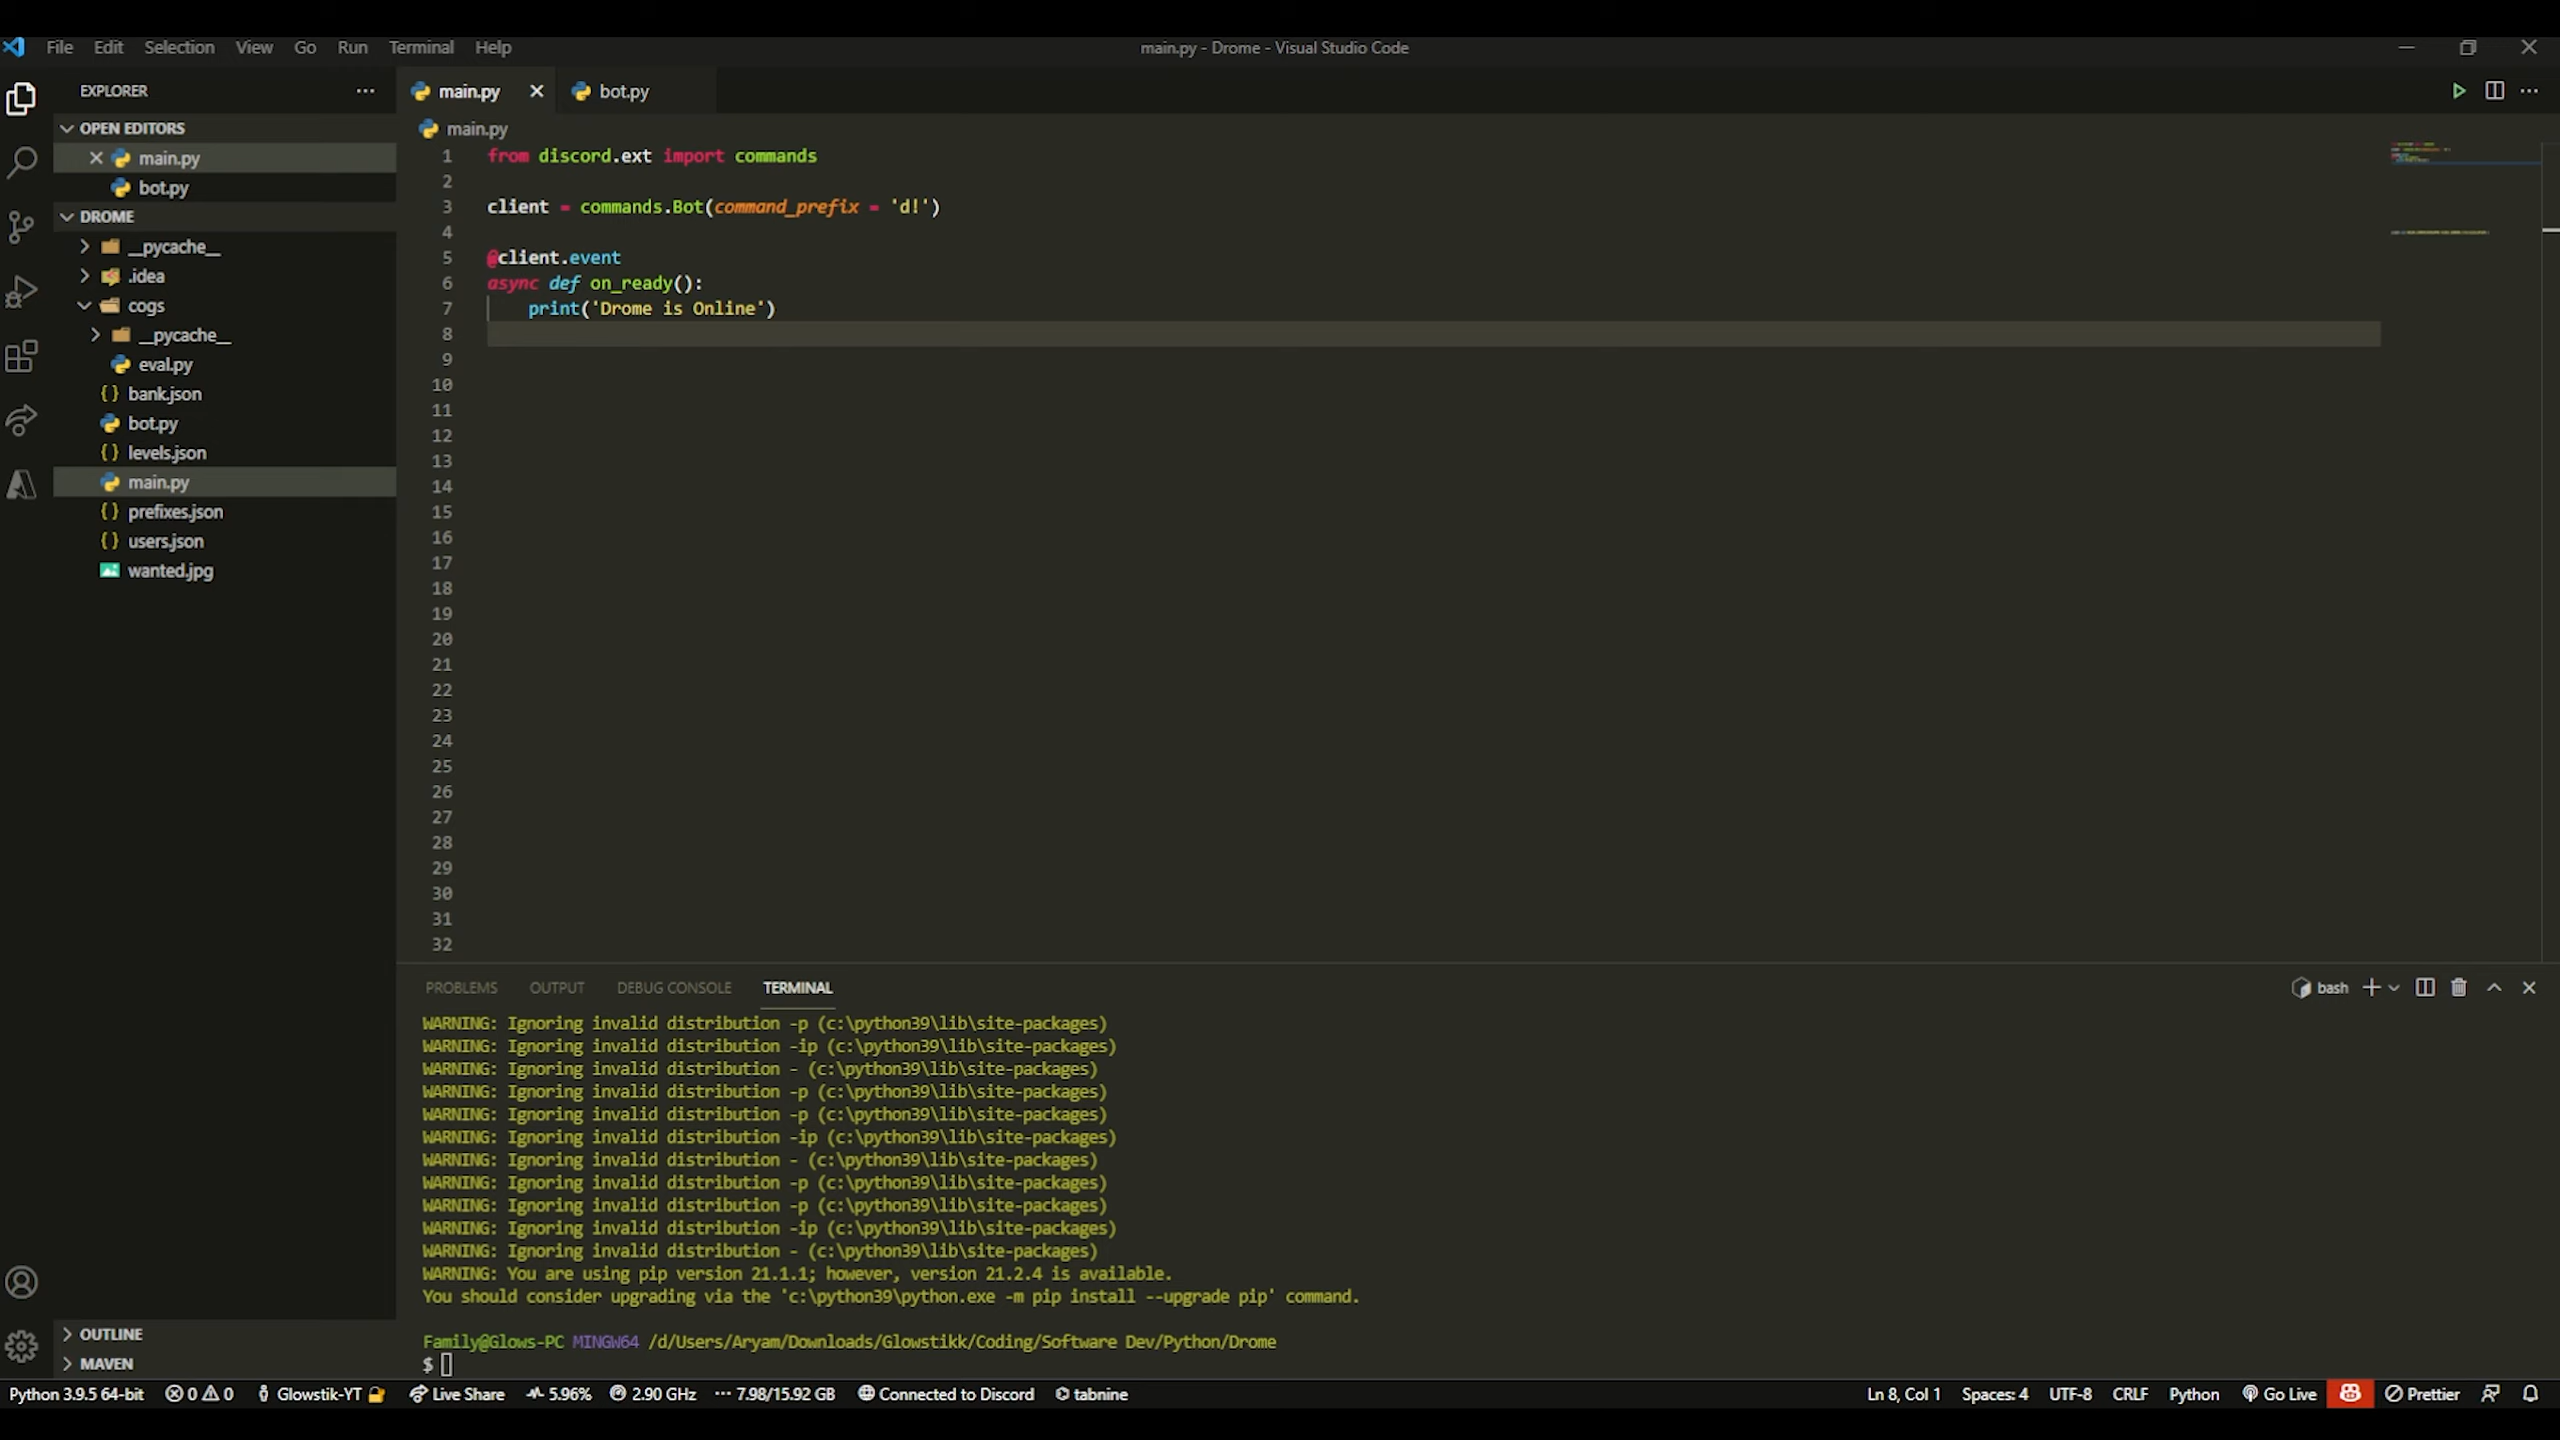 File Edit Selection View Go Run Terminal Help
main.py - Drome - Visual Studio Code
EXPLORER
OPEN EDITORS
main.py
bot.py
DROME
__pycache__
.idea
cogs
__pycache__
eval.py
bank.json
bot.py
levels.json
main.py
prefixes.json
users.json
wanted.jpg
OUTLINE
MAVEN
main.py bot.py
main.py
1 from discord.ext import commands
2
3 client = commands.Bot(command_prefix = 'd!')
4
5 @client.event
6 async def on_ready():
7 print('Drome is Online')
8
9
10
11
12
13
14
15
16
17
18
19
20
21
22
23
24
25
26
27
28
29
30
31
32
PROBLEMS OUTPUT DEBUG CONSOLE TERMINAL
bash
WARNING: Ignoring invalid distribution -p (c:\python39\lib\site-packages)
WARNING: Ignoring invalid distribution -ip (c:\python39\lib\site-packages)
WARNING: Ignoring invalid distribution - (c:\python39\lib\site-packages)
WARNING: Ignoring invalid distribution -p (c:\python39\lib\site-packages)
WARNING: Ignoring invalid distribution -p (c:\python39\lib\site-packages)
WARNING: Ignoring invalid distribution -ip (c:\python39\lib\site-packages)
WARNING: Ignoring invalid distribution - (c:\python39\lib\site-packages)
WARNING: Ignoring invalid distribution -p (c:\python39\lib\site-packages)
WARNING: Ignoring invalid distribution -p (c:\python39\lib\site-packages)
WARNING: Ignoring invalid distribution -ip (c:\python39\lib\site-packages)
WARNING: Ignoring invalid distribution - (c:\python39\lib\site-packages)
WARNING: You are using pip version 21.1.1; however, version 21.2.4 is available.
You should consider upgrading via the 'c:\python39\python.exe -m pip install --upgrade pip' command.
Family@Glows-PC MINGW64 /d/Users/Aryam/Downloads/Glowstikk/Coding/Software Dev/Python/Drome
$
Python 3.9.5 64-bit 0 0 Glowstik-YT Live Share 5.96% 2.90 GHz 7.98/15.92 GB Connected to Discord tabnine Ln 8, Col 1 Spaces: 4 UTF-8 CRLF Python Go Live Prettier